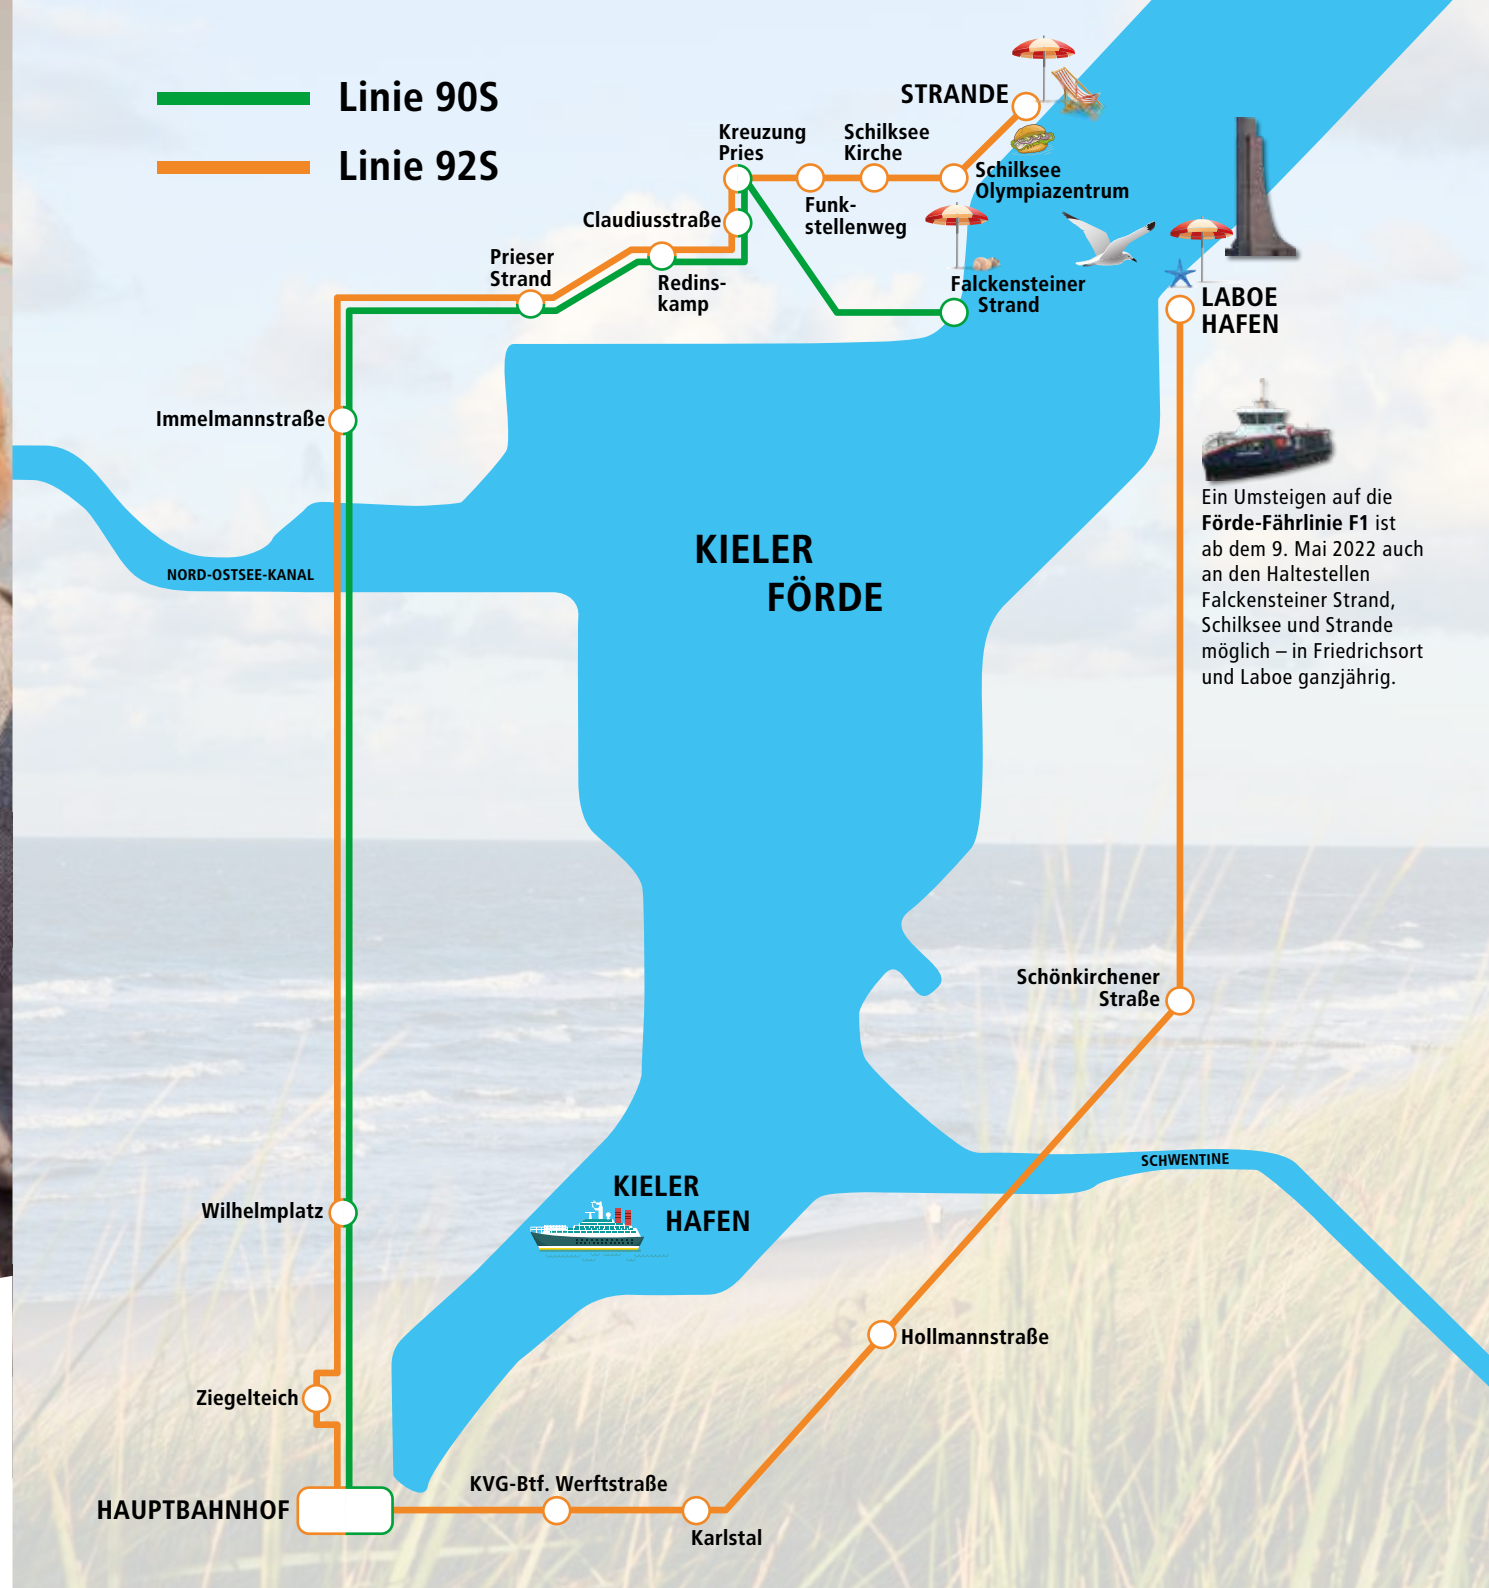 Linie 90S
Linie 92S
STRANDE
Kreuzung
Pries
Schilksee
Kirche
Schilksee
Olympiazentrum
Funk-
stellenweg
Claudiusstraße
Prieser
Strand
Redins-
kamp
Falckensteiner
Strand
LABOE
HAFEN
Immelmannstraße
Ein Umsteigen auf die
Förde-Fährlinie F1 ist
ab dem 9. Mai 2022 auch
an den Haltestellen
Falckensteiner Strand,
Schilksee und Strande
möglich – in Friedrichsort
und Laboe ganzjährig.
KIELER
FÖRDE
NORD-OSTSEE-KANAL
Schönkirchener
Straße
SCHWENTINE
KIELER
HAFEN
Wilhelmplatz
Hollmannstraße
Ziegelteich
KVG-Btf. Werftstraße
HAUPTBAHNHOF
Karlstal